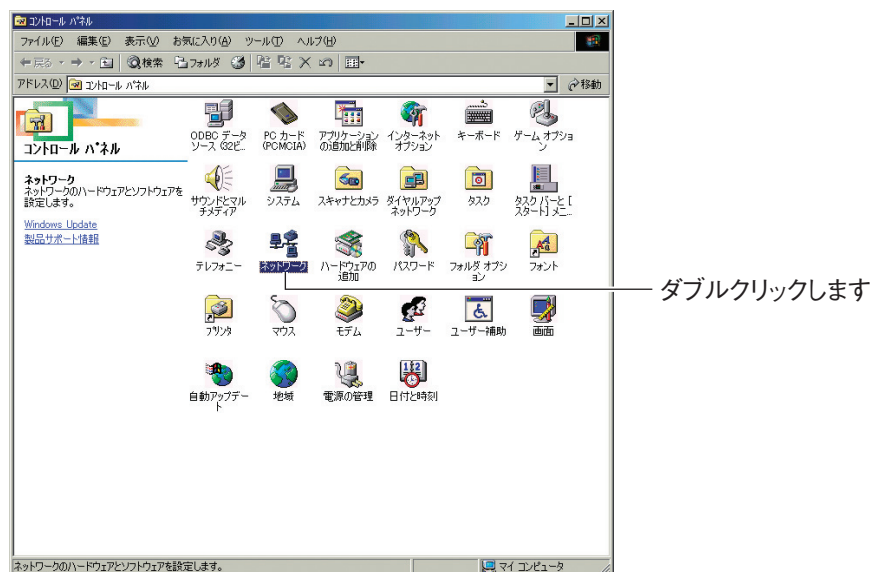 コントロール パネル
ファイル(F) 編集(E) 表示(V) お気に入り(A) ツール(T) ヘルプ(H)
戻る 検索 フォルダ
アドレス(D) コントロール パネル 移動
コントロール パネル
ネットワーク
ネットワークのハードウェアとソフトウェアを
設定します。
Windows Update
製品サポート情報
ODBC データ
ソース (32ビ...
PC カード
(PCMCIA)
アプリケーション
の追加と削除
インターネット
オプション
キーボード
ゲーム オプショ
ン
サウンドとマル
チメディア
システム
スキャナとカメラ
ダイヤルアップ
ネットワーク
タスク
タスク バーと [
スタート] メニ...
テレフォニー
ネットワーク
ハードウェアの
追加
パスワード
フォルダ オプシ
ョン
フォント
ダブルクリックします
プリンタ
マウス
モデム
ユーザー
ユーザー補助
画面
自動アップデー
ト
地域
電源の管理
日付と時刻
ネットワークのハードウェアとソフトウェアを設定します。
マイ コンピュータ